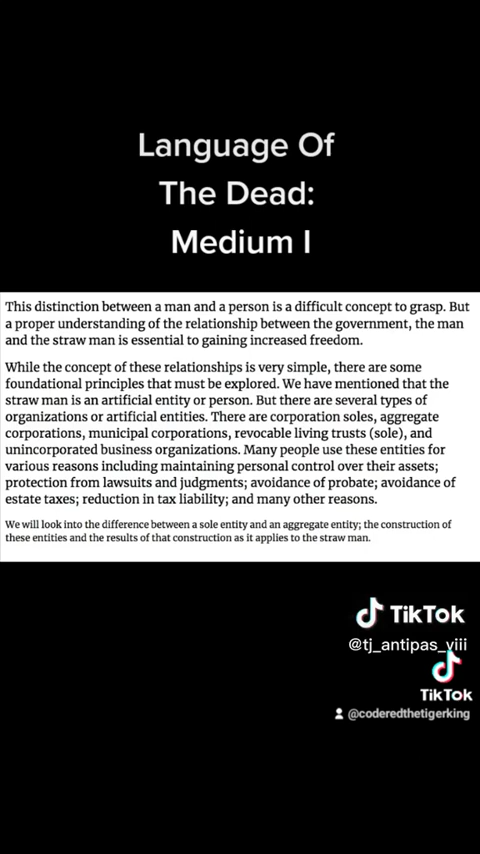 Language Of
The Dead:
Medium I
This distinction between a man and a person is a difficult concept to grasp. But
a proper understanding of the relationship between the government, the man
and the straw man is essential to gaining increased freedom.
While the concept of these relationships is very simple, there are some
foundational principles that must be explored. We have mentioned that the
straw man is an artificial entity or person. But there are several types of
organizations or artificial entities. There are corporation soles, aggregate
corporations, municipal corporations, revocable living trusts (sole), and
unincorporated business organizations. Many people use these entities for
various reasons including maintaining personal control over their assets;
protection from lawsuits and judgments; avoidance of probate; avoidance of
estate taxes; reduction in tax liability; and many other reasons.
We will look into the difference between a sole entity and an aggregate entity; the construction of
these entities and the results of that construction as it applies to the straw man.
TikTok
@tj_antipas_viii
TikTok
@coderedthetigerking